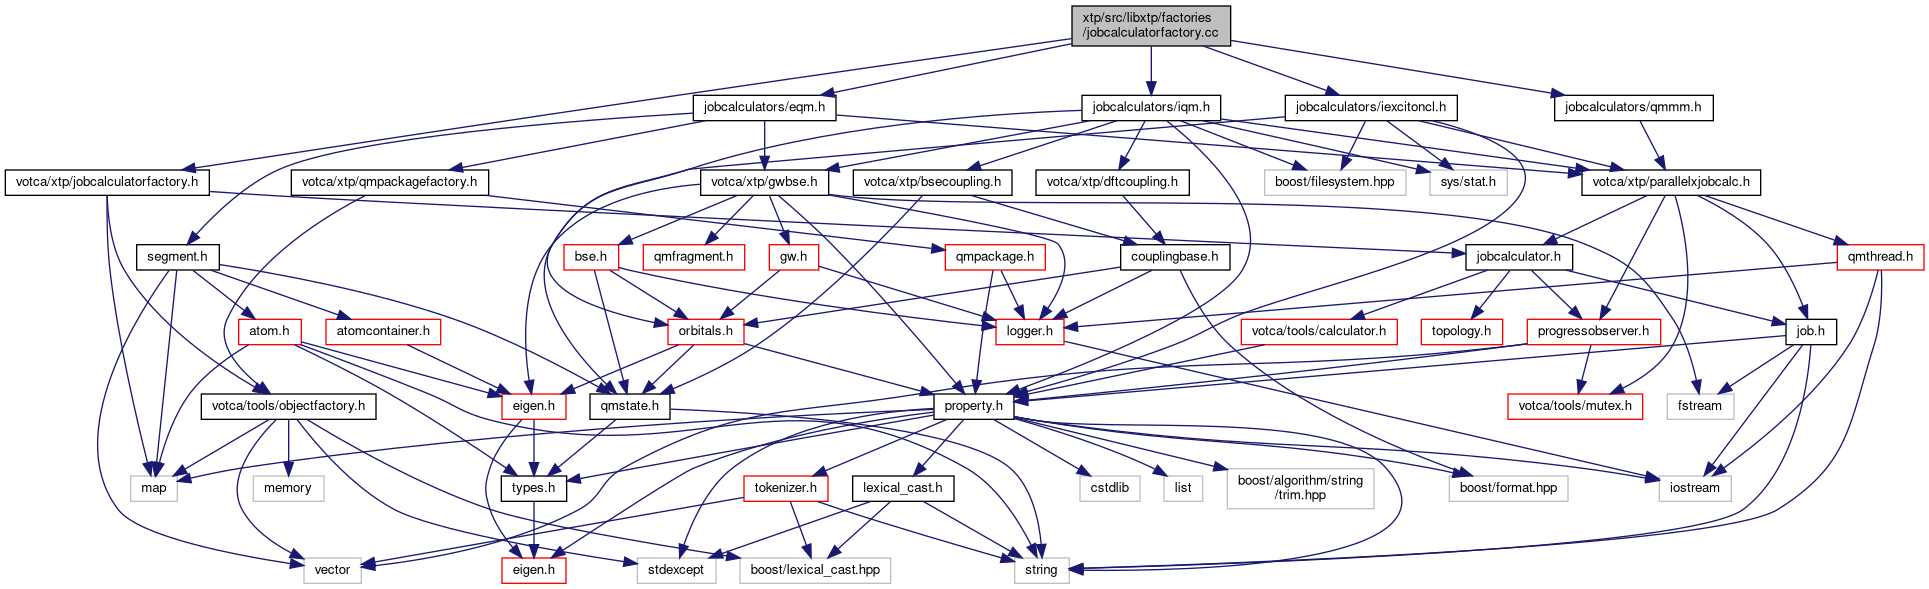 xtp/src/libxtp/factories
/jobcalculatorfactory.cc
jobcalculators/eqm.h
jobcalculators/iqm.h
jobcalculators/iexcitoncl.h
jobcalculators/qmmm.h
votca/xtp/jobcalculatorfactory.h
votca/xtp/qmpackagefactory.h
votca/xtp/gwbse.h
votca/xtp/bsecoupling.h
votca/xtp/dftcoupling.h
boost/filesystem.hpp
sys/stat.h
votca/xtp/parallelxjobcalc.h
segment.h
bse.h
qmfragment.h
gw.h
qmpackage.h
couplingbase.h
jobcalculator.h
qmthread.h
atom.h
atomcontainer.h
orbitals.h
logger.h
votca/tools/calculator.h
topology.h
progressobserver.h
job.h
votca/tools/objectfactory.h
eigen.h
qmstate.h
property.h
votca/tools/mutex.h
fstream
map
memory
types.h
tokenizer.h
lexical_cast.h
cstdlib
list
boost/algorithm/string
/trim.hpp
boost/format.hpp
iostream
vector
eigen.h
stdexcept
boost/lexical_cast.hpp
string